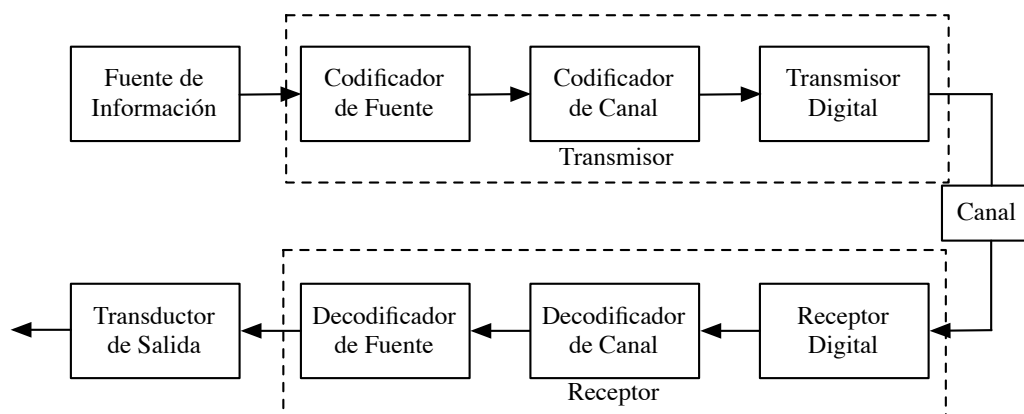 Fuente de
Información
Codificador
de Fuente
Codificador
de Canal
Transmisor
Digital
Transmisor
Canal
Transductor
de Salida
Decodificador
de Fuente
Decodificador
de Canal
Receptor
Digital
Receptor